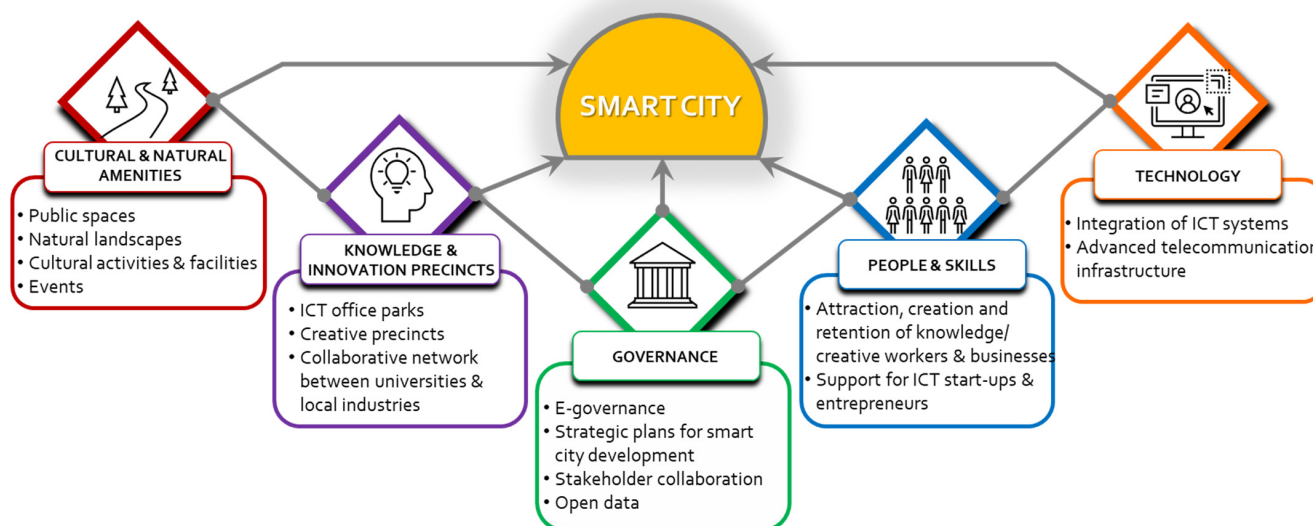 SMART CITY
CULTURAL & NATURAL
AMENITIES
• Public spaces
• Natural landscapes
• Cultural activities & facilities
• Events
KNOWLEDGE &
INNOVATION PRECINCTS
• ICT office parks
• Creative precincts
• Collaborative network
between universities &
local industries
GOVERNANCE
• E-governance
• Strategic plans for smart
city development
• Stakeholder collaboration
• Open data
PEOPLE & SKILLS
• Attraction, creation and
retention of knowledge/
creative workers & businesses
• Support for ICT start-ups &
entrepreneurs
TECHNOLOGY
• Integration of ICT systems
• Advanced telecommunication
infrastructure